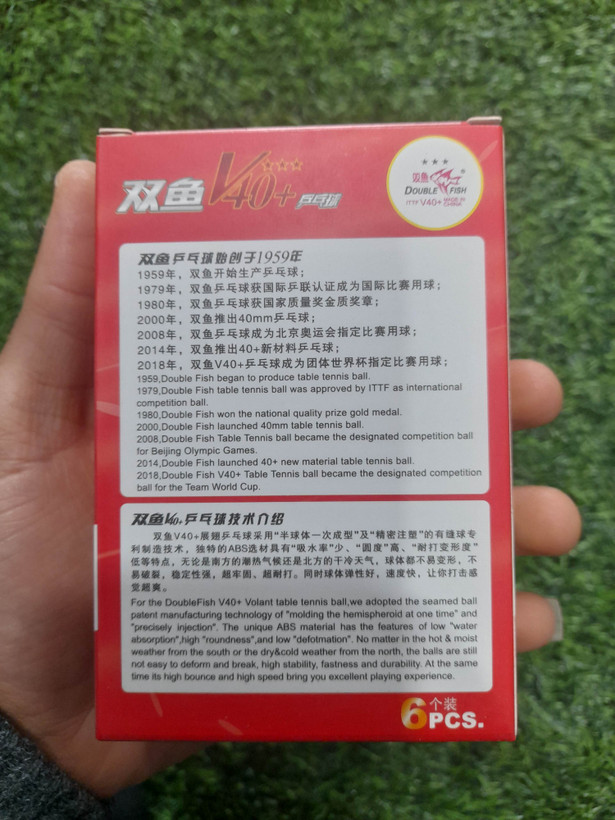 双鱼 V40+ 乒乓球
双鱼
DOUBLE FISH
ITTF V40+ MADE IN CHINA
双鱼乒乓球始创于1959年
1959年，双鱼开始生产乒乓球；
1979年，双鱼乒乓球获国际乒联认证成为国际比赛用球；
1980年，双鱼乒乓球获国家质量奖金质奖章；
2000年，双鱼推出40mm乒乓球；
2008年，双鱼乒乓球成为北京奥运会指定比赛用球；
2014年，双鱼推出40+新材料乒乓球；
2018年，双鱼V40+乒乓球成为团体世界杯指定比赛用球；
1959,Double Fish began to produce table tennis ball.
1979,Double Fish table tennis ball was approved by ITTF as international
competition ball.
1980,Double Fish won the national quality prize gold medal.
2000,Double Fish launched 40mm table tennis ball.
2008,Double Fish Table Tennis ball became the designated competition ball
for Beijing Olympic Games.
2014,Double Fish launched 40+ new material table tennis ball.
2018,Double Fish V40+ Table Tennis ball became the designated competition
ball for the Team World Cup.
双鱼V40+乒乓球技术介绍
双鱼V40+展翅乒乓球采用“半球体一次成型”及“精密注塑”的有缝球专
利制造技术，独特的ABS选材具有“吸水率”少、“圆度”高、“耐打变形度”
低等特点，无论是南方的潮热气候还是北方的干冷天气，球体都不易变形，不
易破裂，稳定性强，超牢固，超耐打。同时球体弹性好，速度快，让你打击感
觉超爽。
For the DoubleFish V40+ Volant table tennis ball,we adopted the seamed ball
patent manufacturing technology of "molding the hemispheroid at one time" and
"precisely injection". The unique ABS material has the features of low "water
absorption",high "roundness",and low "defotmation". No matter in the hot & moist
weather from the south or the dry&cold weather from the north, the balls are still
not easy to deform and break, high stability, fastness and durability. At the same
time its high bounce and high speed bring you excellent playing experience.
6个装
PCS.